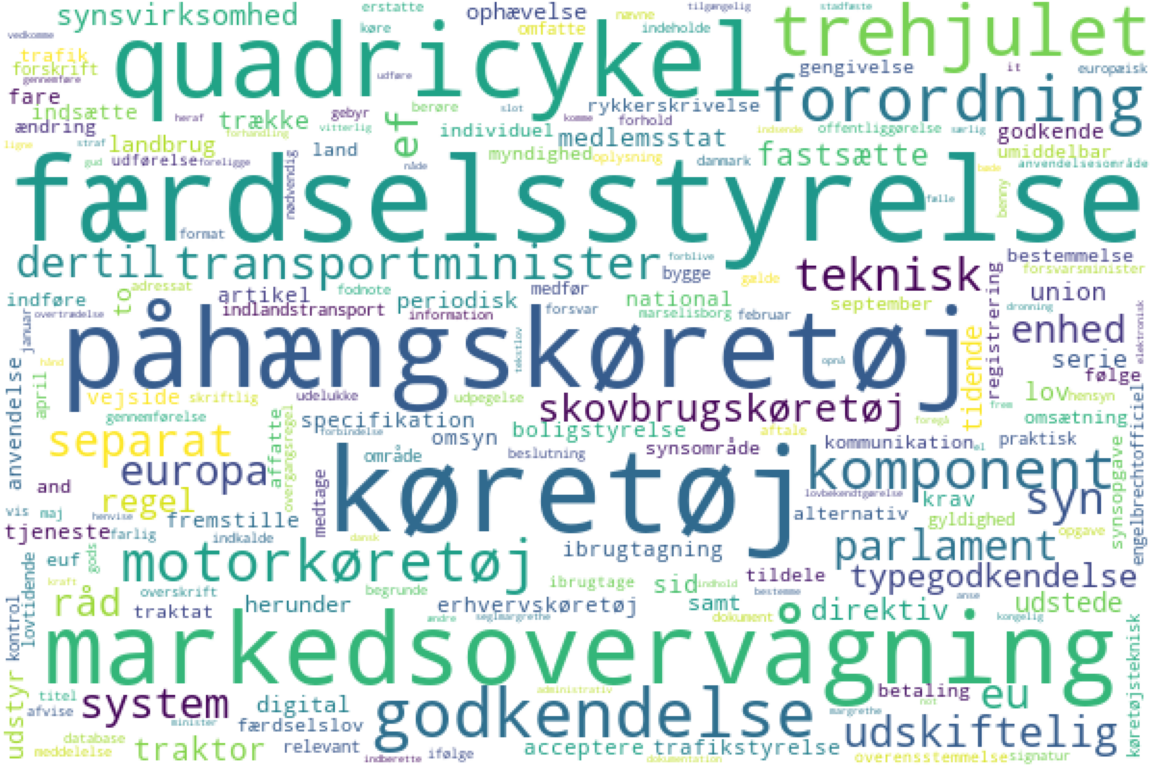 synsvirksomhed
erstatte
ophævelse
nævne
tilgængelig
stadfæste
trehjulet
vedkomme
køre
omfatte
indeholde
quadricykel
trafik
forskrift
gennemføre
udføre
gengivelse
it
europæisk
fare
indsætte
berøre
slot
rykkerskrivelse
forordning
ændring
heraf
trække
gebyr
ef
komme
forhold
individuel
medlemsstat
indsende
offentliggørelse
særlig
godkende
ligne
straf
landbrug
forhandling
vitterlig
land
myndighed
oplysning
danmark
fastsætte
umiddelbar
gud
udførelse
foreligge
nåde
bøde
anvendelsesområde
færdselsstyrelse
nødvendig
fælle
benny
format
dertil
transportminister
forblive
bygge
gælde
teknisk
bestemmelse
forsvarsminister
adressat
fodnote
medfør
indføre
to
artikel
periodisk
national
september
registrering
union
indlandstransport
information
forsvar
marselisborg
februar
dronning
overtrædelse
januar
påhængskøretøj
tekstlov
opnå
tidende
enhed
elektronisk
hånd
serie
følge
vejside
skriftlig
udelukke
udpegelse
skovbrugskøretøj
lov
hensyn
frem
april
gennemførelse
anvendelse
affatte
overgangsregel
specifikation
forbindelse
omsyn
boligstyrelse
aftale
foregå
omsætning
separat
område
beslutning
synsområde
kommunikation
el
praktisk
europa
køretøj
komponent
and
regel
medtage
lovbekendtgørelse
krav
syn
synsopgave
engelbrechtofficiel
vis
maj
henvise
fremstille
alternativ
gyldighed
opgave
tjeneste
farlig
indkalde
dansk
ibrugtagning
parlament
euf
gods
motorkøretøj
lovtidende
kraft
overskrift
begrunde
ibrugtage
sid
indhold
tildele
typegodkendelse
bestemme
anse
råd
traktat
herunder
erhvervskøretøj
samt
direktiv
udstede
kontrol
ændre
seglmargrethe
dokument
kongelig
markedsovervågning
køretøjsteknisk
udstyr
titel
system
digital
administrativ
godkendelse
betaling
eu
afvise
minister
færdselslov
margrethe
not
udskiftelig
database
meddelelse
traktor
relevant
indberette
ifølge
acceptere
trafikstyrelse
dokumentation
overensstemmelse
signatur